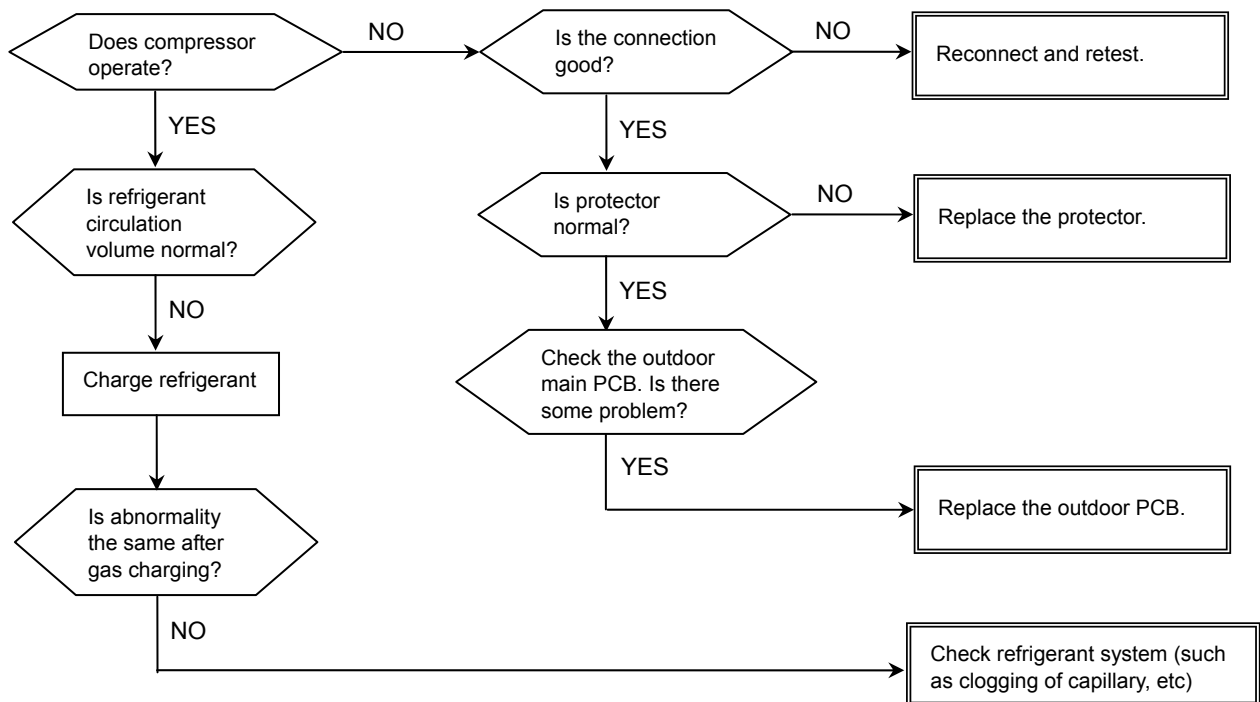 Does compressor
operate?
NO
Is the connection
good?
NO
Reconnect and retest.
YES
YES
Is refrigerant
circulation
volume normal?
Is protector
normal?
NO
Replace the protector.
NO
YES
Charge refrigerant
Check the outdoor
main PCB. Is there
some problem?
YES
Is abnormality
the same after
gas charging?
Replace the outdoor PCB.
NO
Check refrigerant system (such
as clogging of capillary, etc)